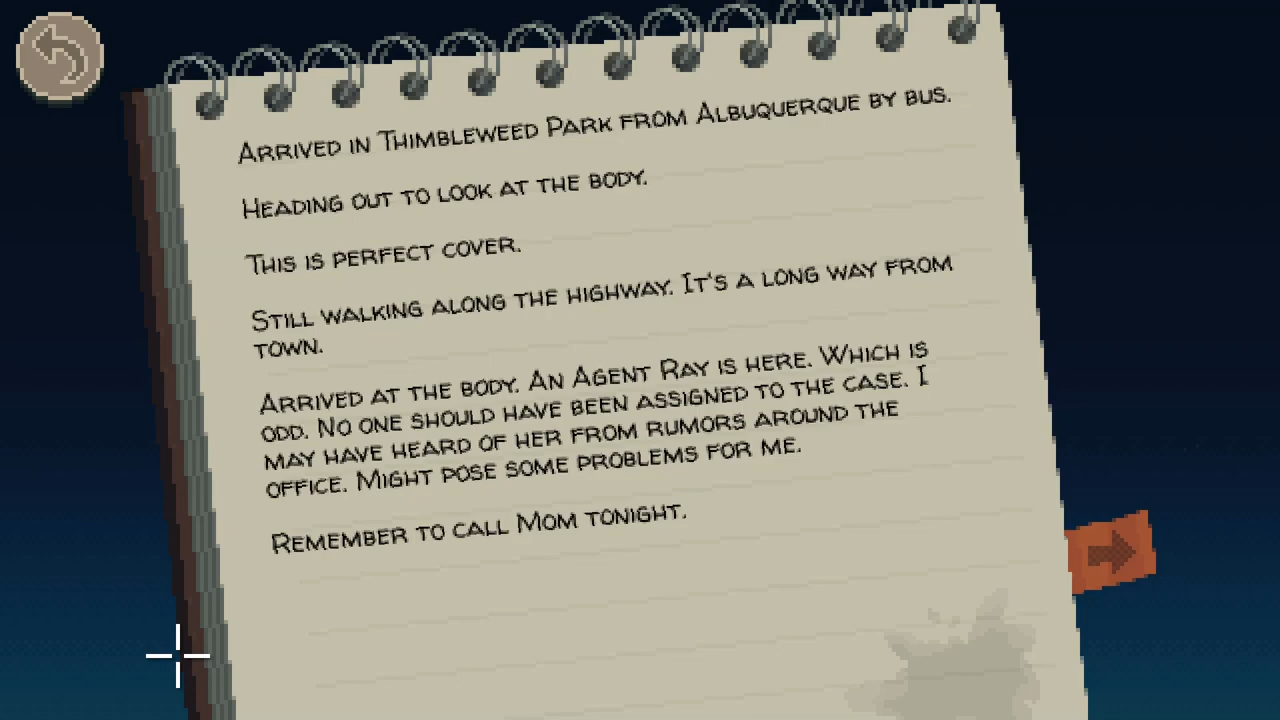 Arrived in Thimbleweed Park from Albuquerque by bus.
Heading out to look at the body.
This is perfect cover.
Still walking along the highway. It's a long way from
town.
Arrived at the body. An Agent Ray is here. Which is
odd. No one should have been assigned to the case. I
may have heard of her from rumors around the
office. Might pose some problems for me.
Remember to call Mom tonight.